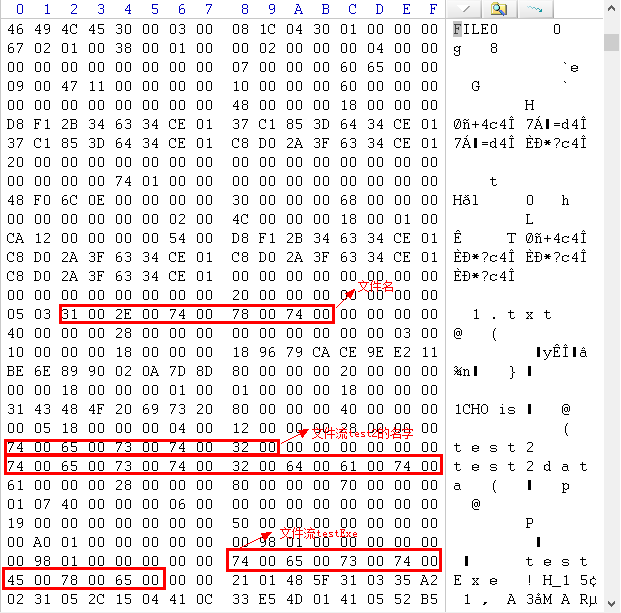 0 1 2 3 4 5 6 7 8 9 A B C D E F
46 49 4C 45 30 00 03 00 08 1C 04 30 01 00 00 00 FILE0 0
67 02 01 00 38 00 01 00 00 02 00 00 00 04 00 00 g 8
00 00 00 00 00 00 00 00 07 00 00 00 60 65 00 00 `e
09 00 47 11 00 00 00 00 10 00 00 00 60 00 00 00 G `
00 00 00 00 00 00 00 00 48 00 00 00 18 00 00 00 H
D8 F1 2B 34 63 34 CE 01 37 C1 85 3D 64 34 CE 01 Øñ+4c4Î 7Á▮=d4Î
37 C1 85 3D 64 34 CE 01 C8 D0 2A 3F 63 34 CE 01 7Á▮=d4Î ÈÐ*?c4Î
20 00 00 00 00 00 00 00 00 00 00 00 00 00 00 00
00 00 00 00 74 01 00 00 00 00 00 00 00 00 00 00 t
48 F0 6C 0E 00 00 00 00 30 00 00 00 68 00 00 00 Hðl 0 h
00 00 00 00 00 00 02 00 4C 00 00 00 18 00 01 00 L
CA 12 00 00 00 00 54 00 D8 F1 2B 34 63 34 CE 01 Ê T Øñ+4c4Î
C8 D0 2A 3F 63 34 CE 01 C8 D0 2A 3F 63 34 CE 01 ÈÐ*?c4Î ÈÐ*?c4Î
C8 D0 2A 3F 63 34 CE 01 00 00 00 00 00 00 00 00 ÈÐ*?c4Î
文件名
00 00 00 00 00 00 00 00 20 00 00 00 00 00 00 00
05 03 31 00 2E 00 74 00 78 00 74 00 00 00 00 00 1 . t x t
40 00 00 00 28 00 00 00 00 00 00 00 00 00 03 00 @ (
10 00 00 00 18 00 00 00 18 96 79 CA CE 9E E2 11 ▮yÊÎ▮â
BE 6E 89 90 02 0A 7D 8D 80 00 00 00 20 00 00 00 ¾n▮ }▮
00 00 18 00 00 00 01 00 01 00 00 00 18 00 00 00
31 43 48 4F 20 69 73 20 80 00 00 00 40 00 00 00 1CHO is ▮ @
00 05 18 00 00 00 04 00 12 00 00 00 28 00 00 00 (
文件流test2的名字
74 00 65 00 73 00 74 00 32 00 00 00 00 00 00 00 t e s t 2
74 00 65 00 73 00 74 00 32 00 64 00 61 00 74 00 t e s t 2 d a t
61 00 00 00 28 00 00 00 80 00 00 00 70 00 00 00 a ( ▮ p
01 07 40 00 00 00 06 00 00 00 00 00 00 00 00 00 @
19 00 00 00 00 00 00 00 50 00 00 00 00 00 00 00 P
00 A0 01 00 00 00 00 00 00 98 01 00 00 00 00 00 ▮
文件流testExe
00 98 01 00 00 00 00 00 74 00 65 00 73 00 74 00 ▮ t e s t
45 00 78 00 65 00 00 00 21 01 48 5F 31 03 35 A2 E x e ! H_1 5¢
02 31 05 2C 15 04 41 0C 33 E5 4D 01 41 05 52 B5 1 , A 3åM A Rµ